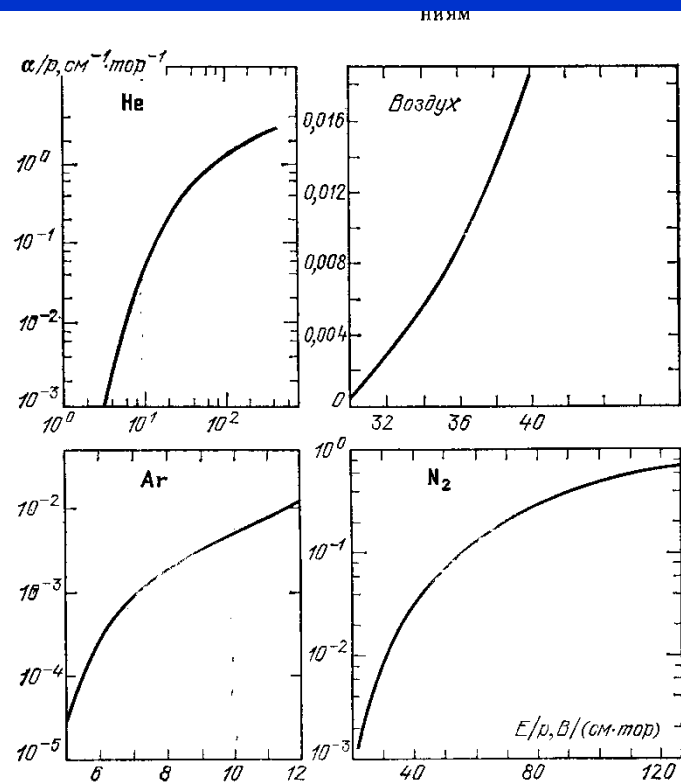 ниям
α/p, см⁻¹·тор⁻¹
He
10⁰
10⁻¹
10⁻²
10⁻³
10⁰ 10¹ 10²
Воздух
0,016
0,012
0,008
0,004
0
32 36 40
Ar
10⁻²
10⁻³
10⁻⁴
10⁻⁵
6 8 10 12
N₂
10⁰
10⁻¹
10⁻²
10⁻³
E/p, В/(см·тор)
40 80 120